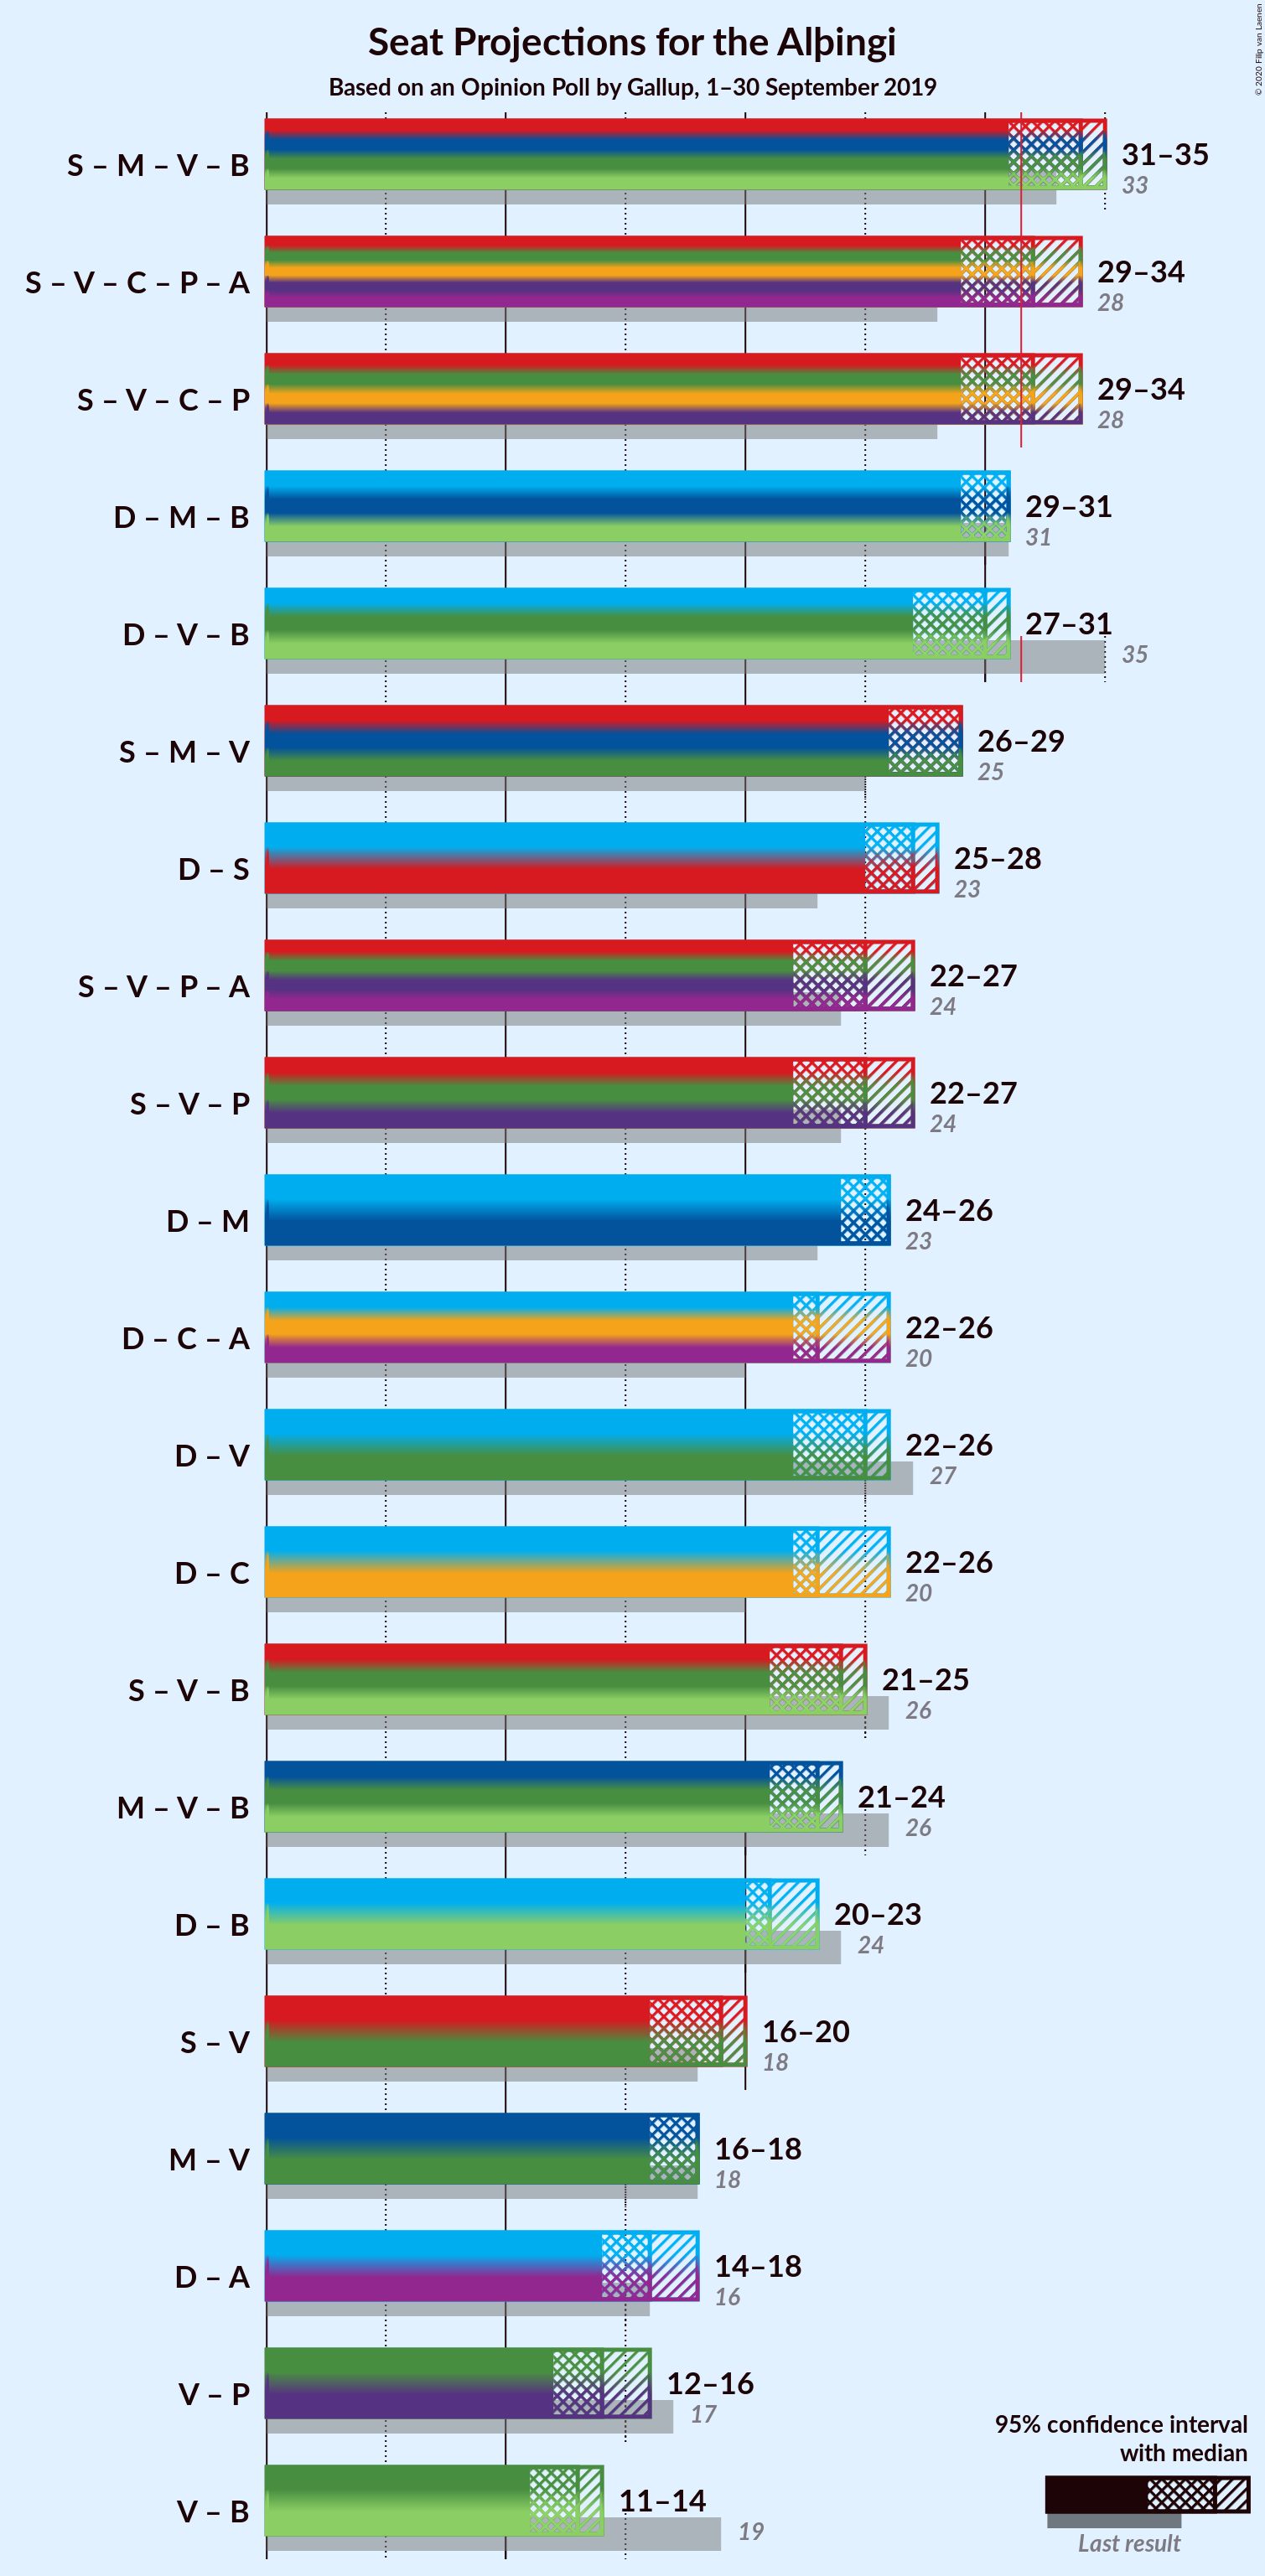 Seat Projections for the Alþingi
Based on an Opinion Poll by Gallup, 1–30 September 2019
© 2020 Filip van Laenen
S – M – V – B
31–35
33
S – V – C – P – A
29–34
28
S – V – C – P
29–34
28
D – M – B
29–31
31
D – V – B
27–31
35
S – M – V
26–29
25
D – S
25–28
23
S – V – P – A
22–27
24
S – V – P
22–27
24
D – M
24–26
23
D – C – A
22–26
20
D – V
22–26
27
D – C
22–26
20
S – V – B
21–25
26
M – V – B
21–24
26
D – B
20–23
24
S – V
16–20
18
M – V
16–18
18
D – A
14–18
16
V – P
12–16
17
V – B
11–14
19
95% confidence interval
with median
Last result